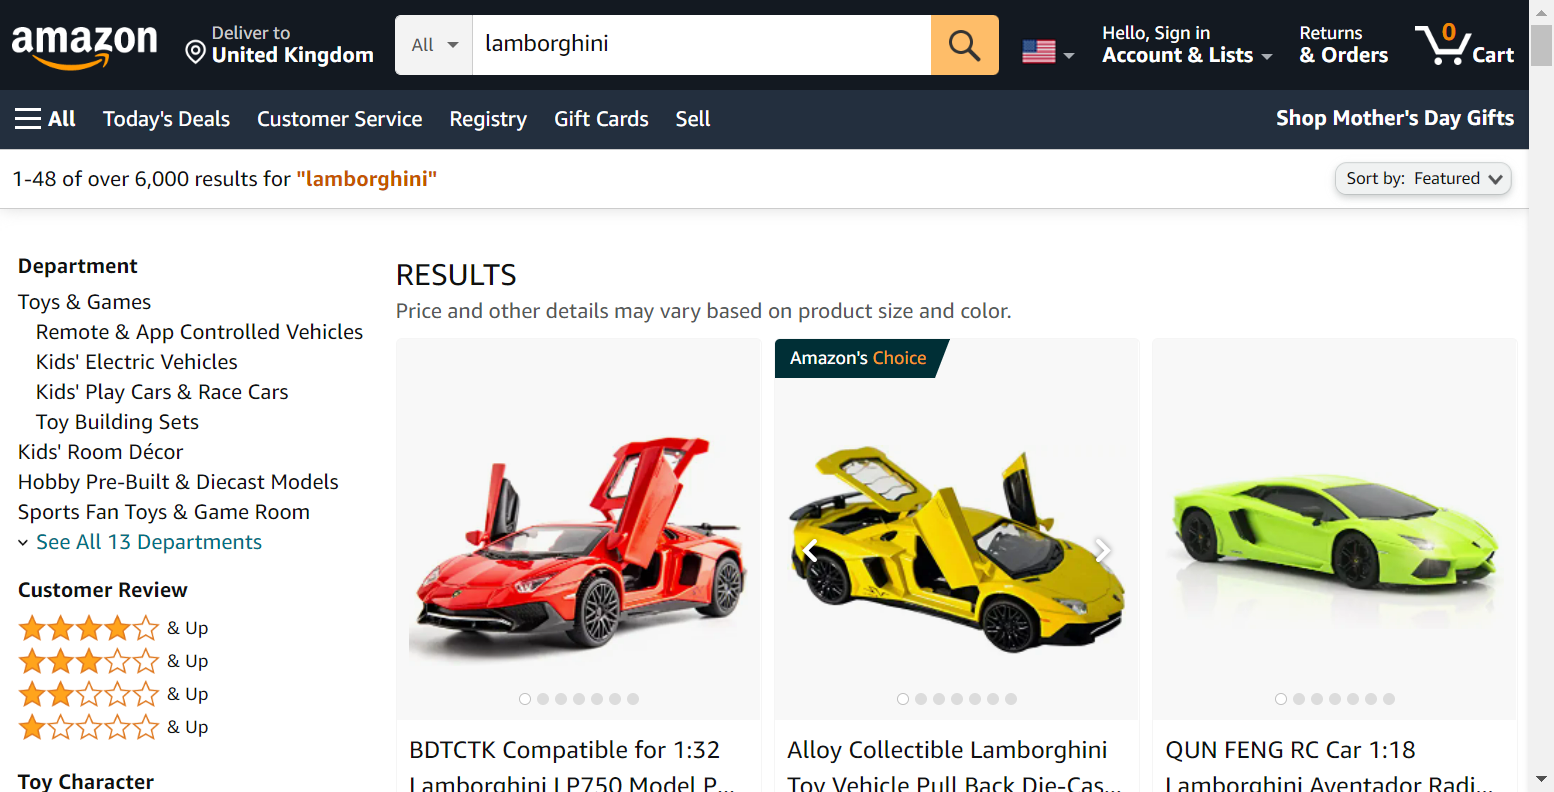 amazon
Deliver to
United Kingdom
All
lamborghini
Hello, Sign in
Account & Lists
Returns
& Orders
0
Cart
All
Today's Deals
Customer Service
Registry
Gift Cards
Sell
Shop Mother's Day Gifts
1-48 of over 6,000 results for "lamborghini"
Sort by: Featured
Department
Toys & Games
Remote & App Controlled Vehicles
Kids' Electric Vehicles
Kids' Play Cars & Race Cars
Toy Building Sets
Kids' Room Décor
Hobby Pre-Built & Diecast Models
Sports Fan Toys & Game Room
See All 13 Departments
Customer Review
& Up
& Up
& Up
& Up
Toy Character
RESULTS
Price and other details may vary based on product size and color.
Amazon's Choice
BDTCTK Compatible for 1:32
Lamborghini LP750 Model P...
Alloy Collectible Lamborghini
Toy Vehicle Pull Back Die-Cas...
QUN FENG RC Car 1:18
Lamborghini Aventador Radi...